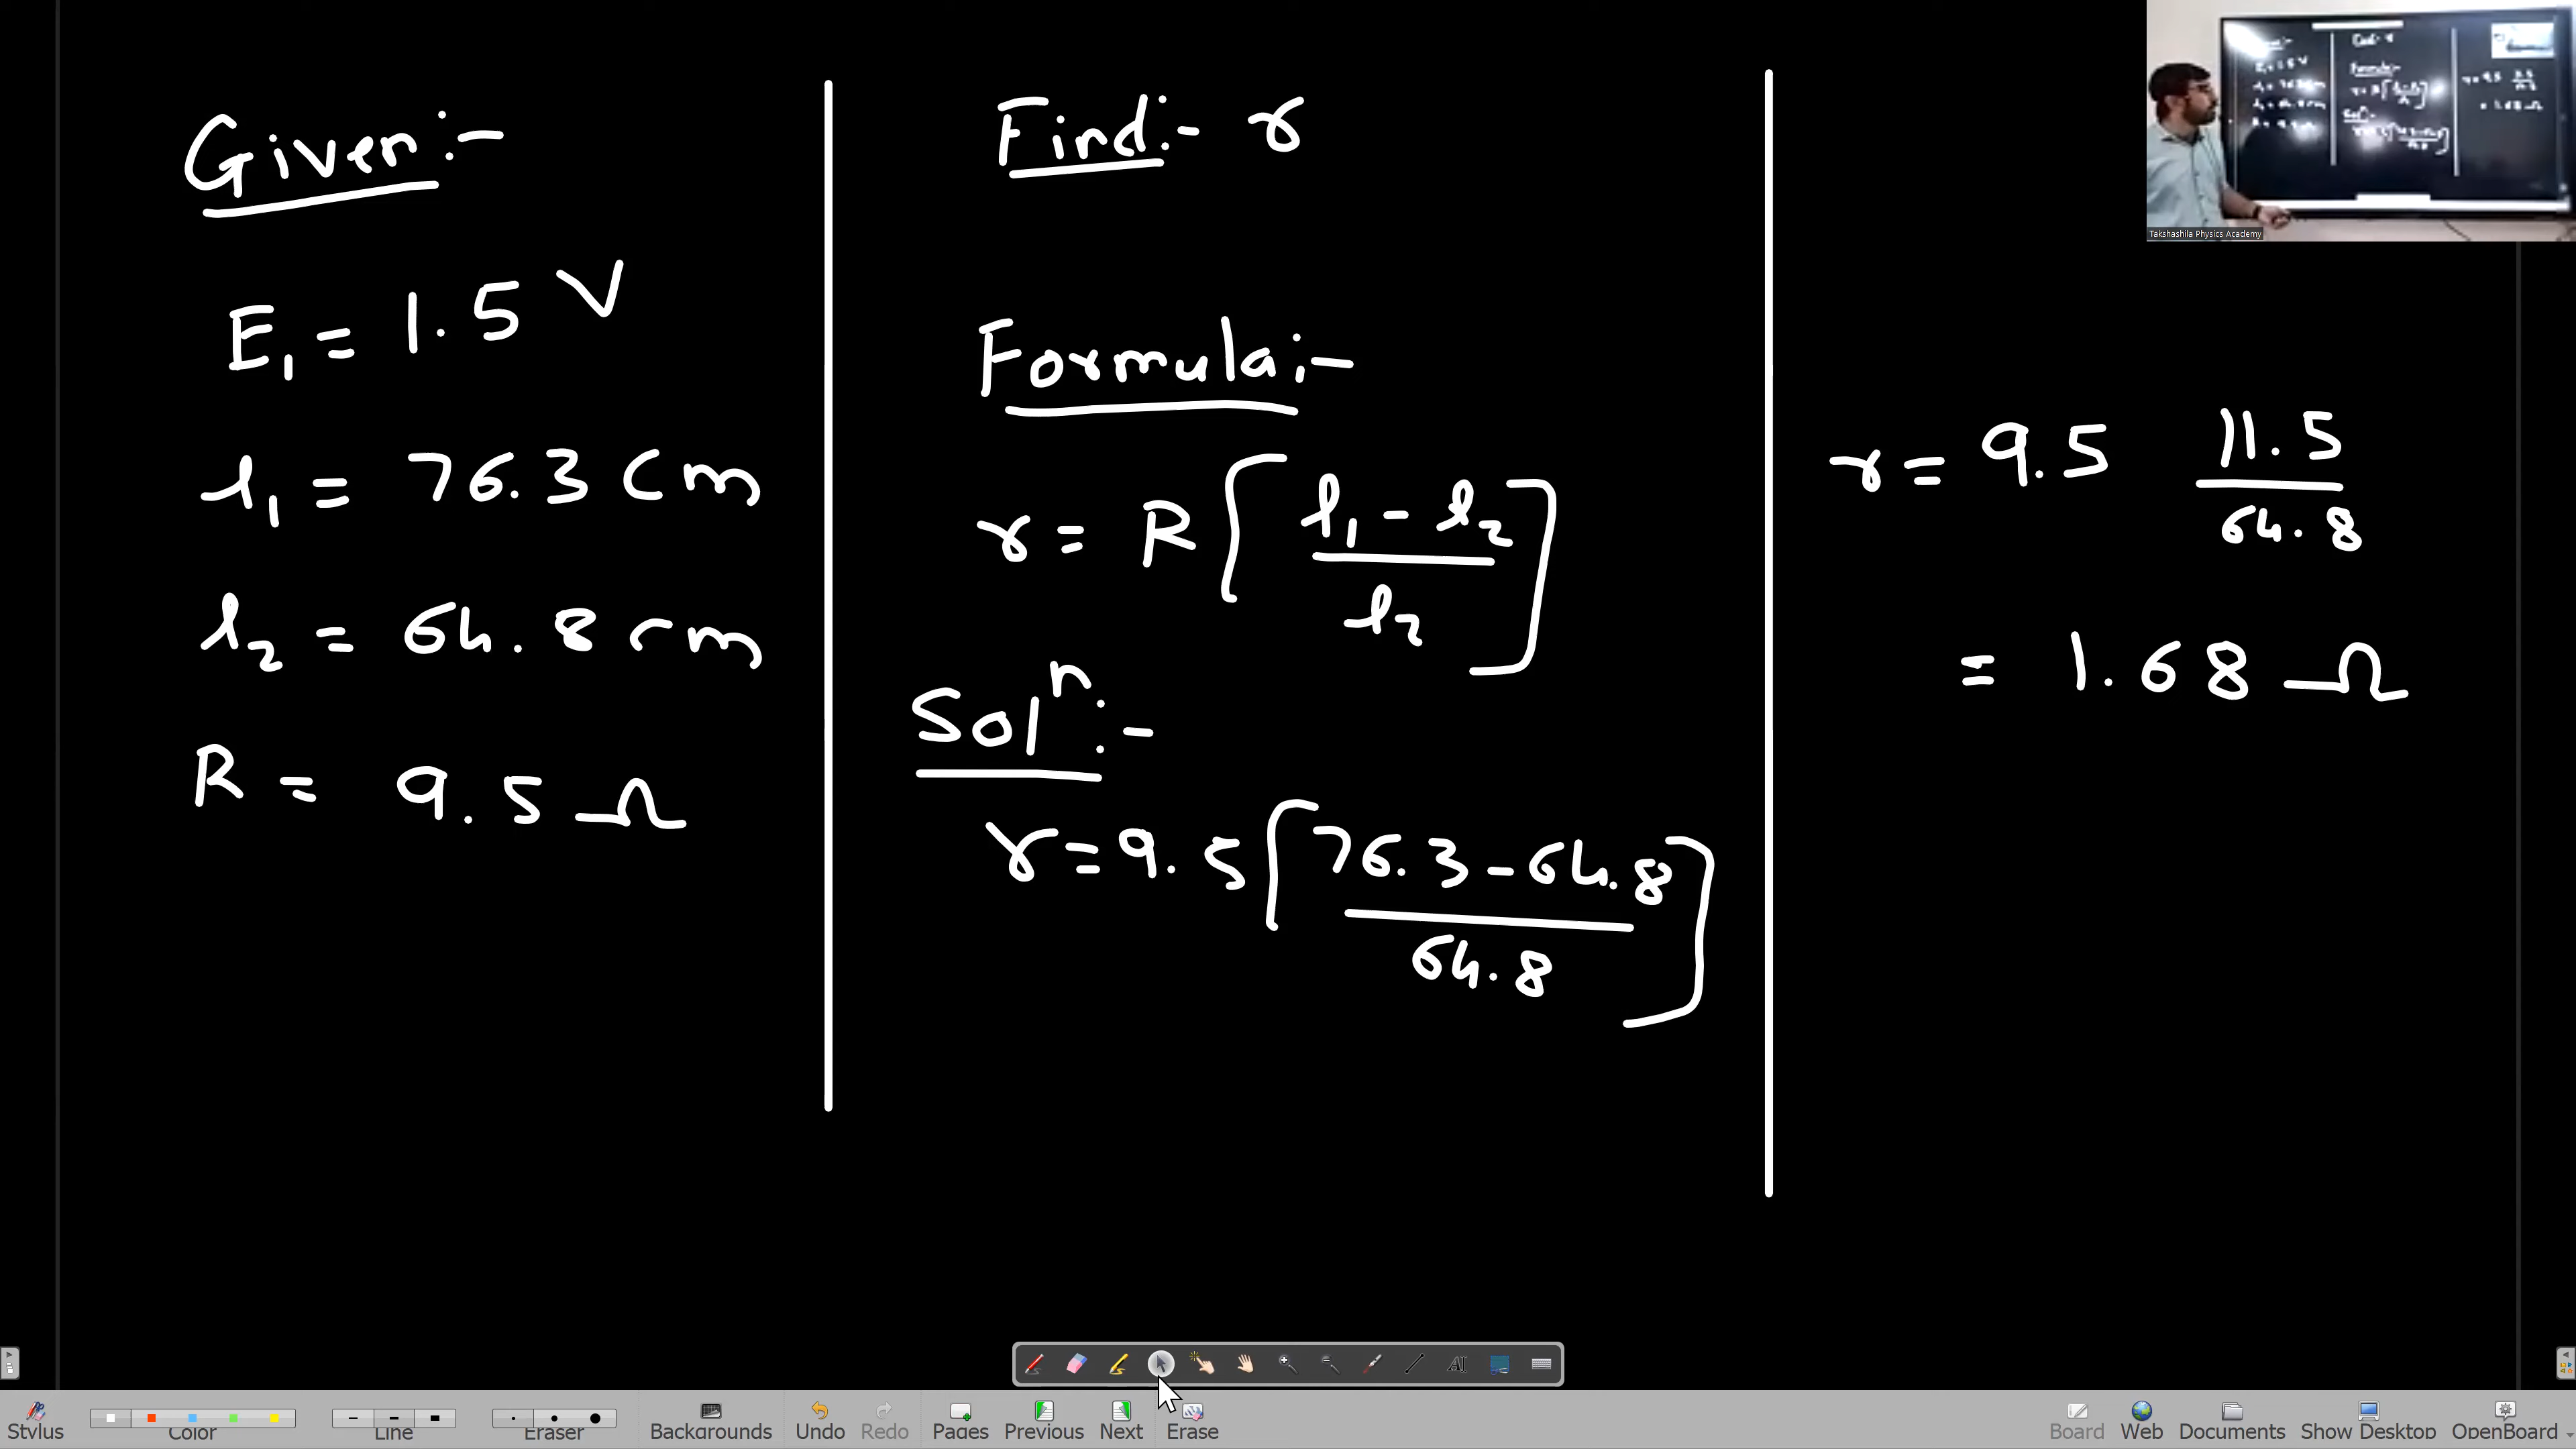 Given:-
E₁ = 1.5 V
l₁ = 76.3 cm
l₂ = 64.8 cm
R = 9.5 Ω
Find:- r
Formula:-
r = R [ (l₁ - l₂) / l₂ ]
Solⁿ:-
r = 9.5 [ (76.3 - 64.8) / 64.8 ]
r = 9.5 11.5 / 64.8
= 1.68 Ω
Takshashila Physics Academy
Stylus
Color
Line
Eraser
Backgrounds
Undo
Redo
Pages
Previous
Next
Erase
Board
Web
Documents
Show Desktop
OpenBoard